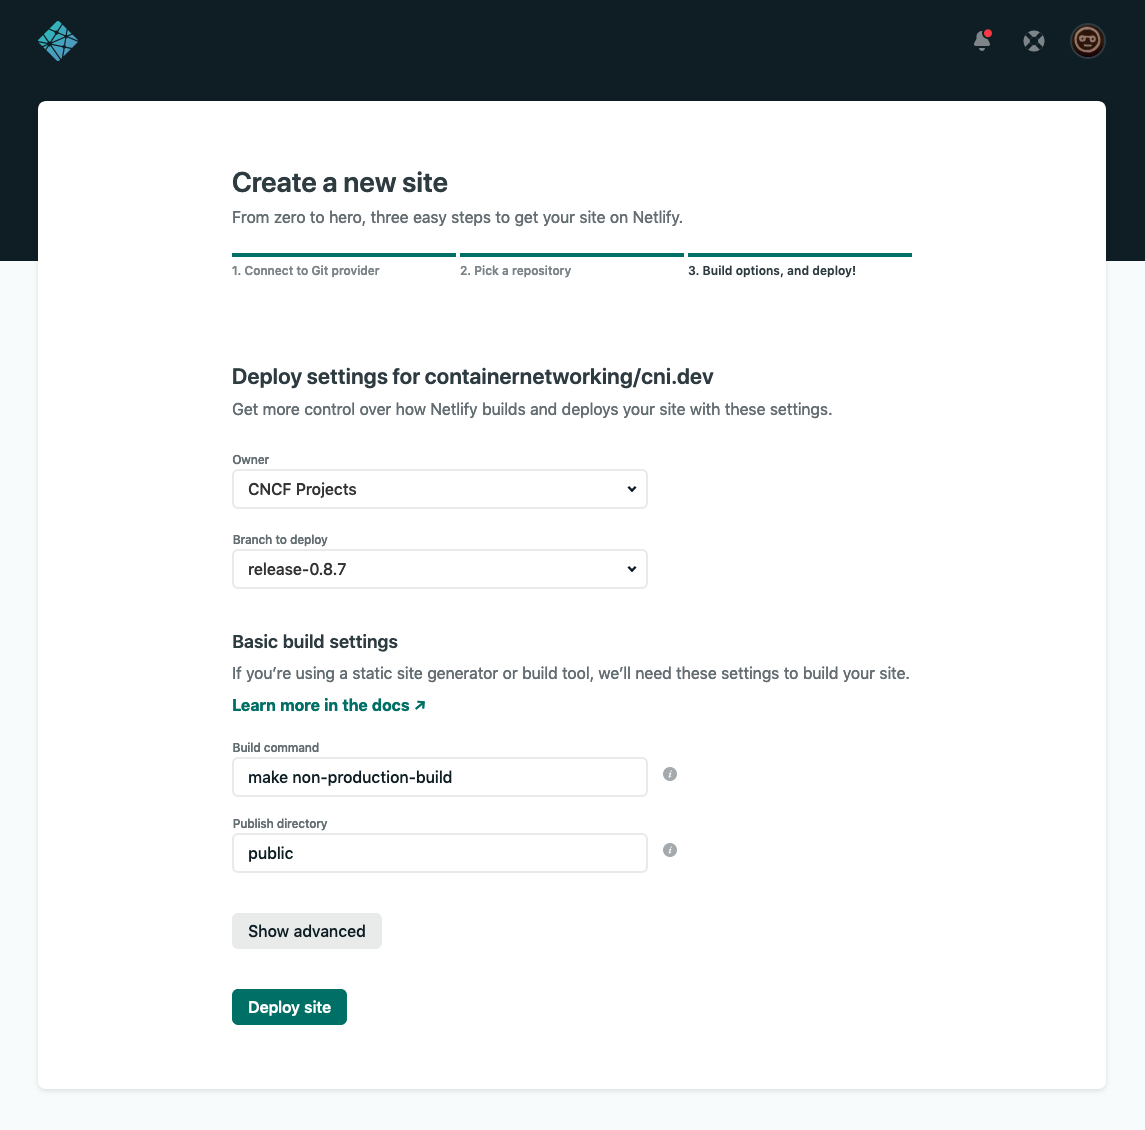 Create a new site
From zero to hero, three easy steps to get your site on Netlify.
1. Connect to Git provider
2. Pick a repository
3. Build options, and deploy!
Deploy settings for containernetworking/cni.dev
Get more control over how Netlify builds and deploys your site with these settings.
Owner
CNCF Projects
Branch to deploy
release-0.8.7
Basic build settings
If you’re using a static site generator or build tool, we’ll need these settings to build your site.
Learn more in the docs ↗
Build command
make non-production-build
i
Publish directory
public
i
Show advanced
Deploy site